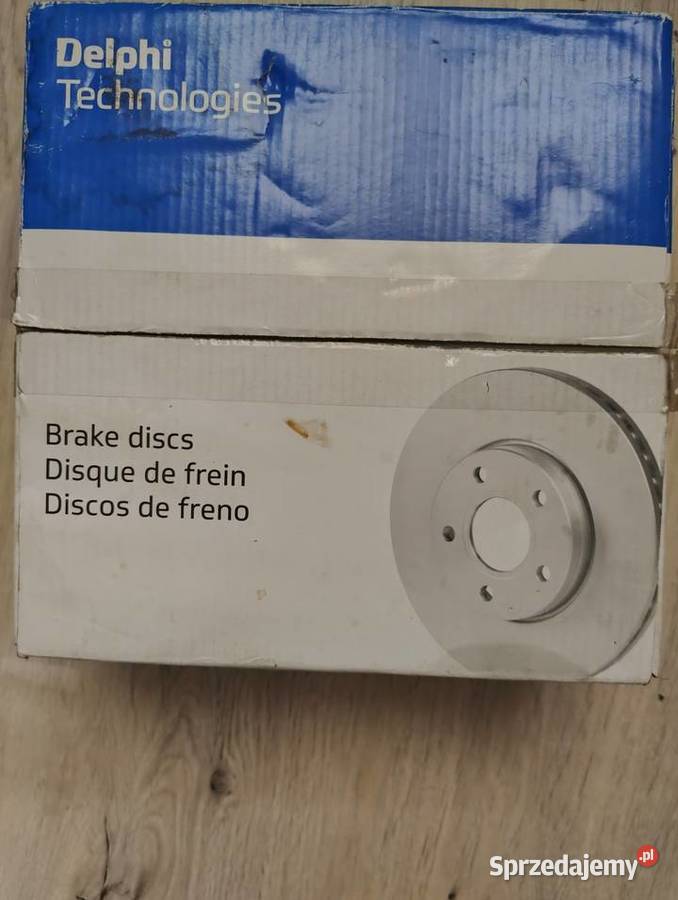 Delphi
Technologies
Brake discs
Disque de frein
Discos de freno
Sprzedajemy.pl